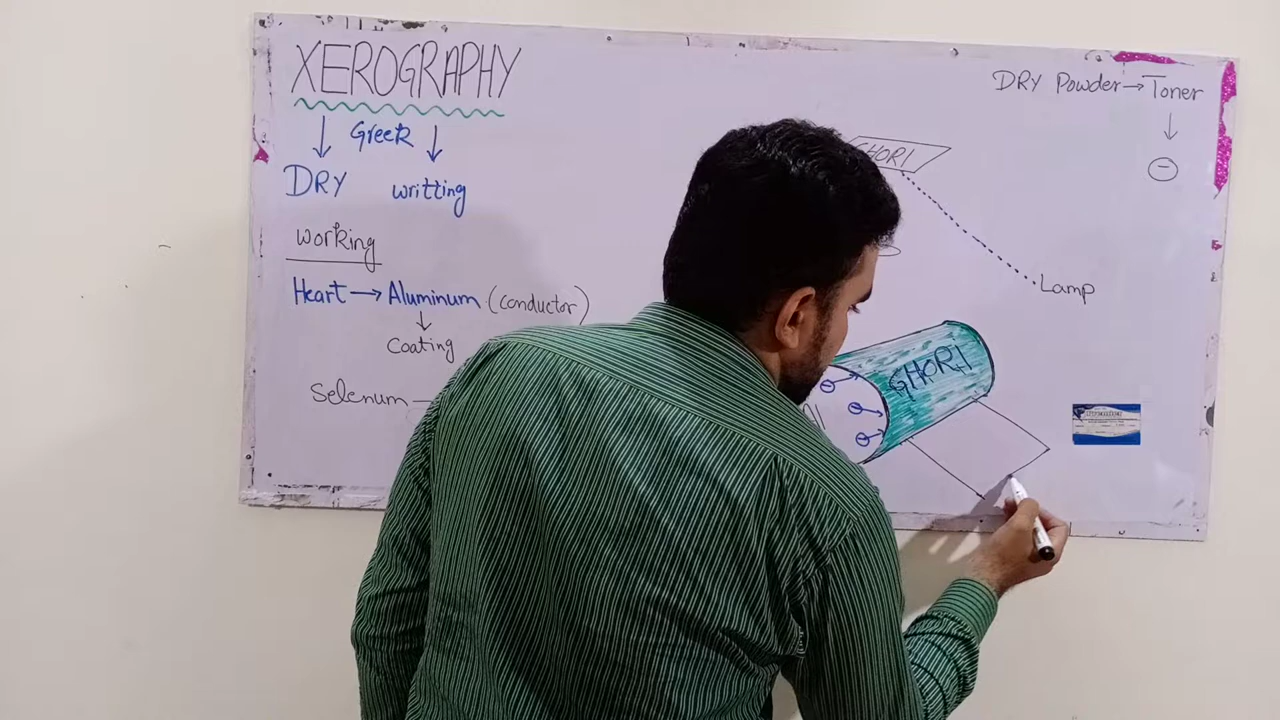 XEROGRAPHY
Greek
DRY writting
working
Heart → Aluminum (conductor)
Coating
Selenum
DRY Powder → Toner
GHORI
Lamp
GHORI